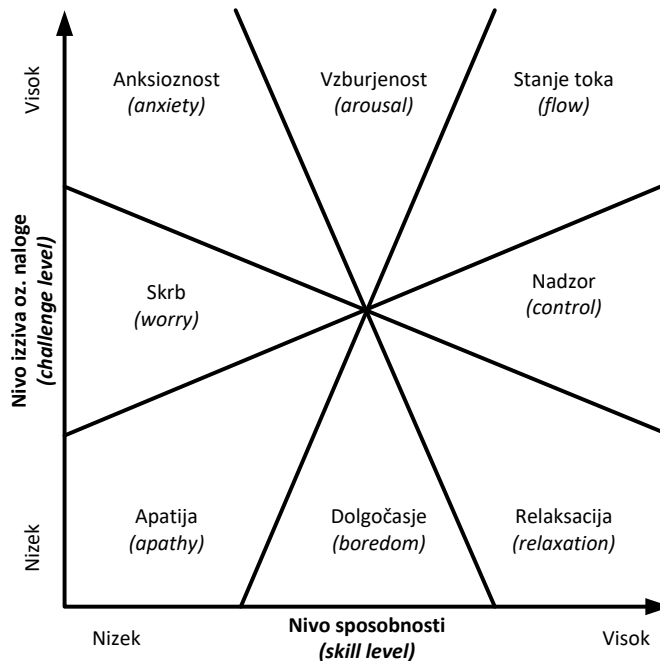 Visok
Anksioznost
(anxiety)
Vzburjenost
(arousal)
Stanje toka
(flow)
Nivo izziva oz. naloge
(challenge level)
Skrb
(worry)
Nadzor
(control)
Nizek
Apatija
(apathy)
Dolgočasje
(boredom)
Relaksacija
(relaxation)
Nizek
Nivo sposobnosti
(skill level)
Visok